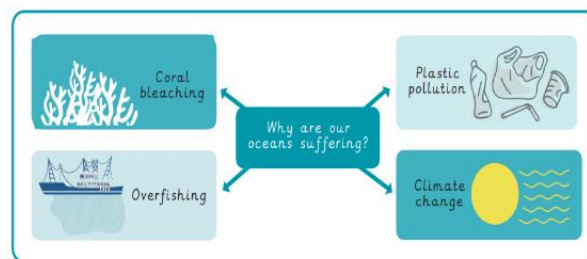 Coral
bleaching
Plastic
pollution
Why are our
oceans suffering?
Overfishing
Climate
change